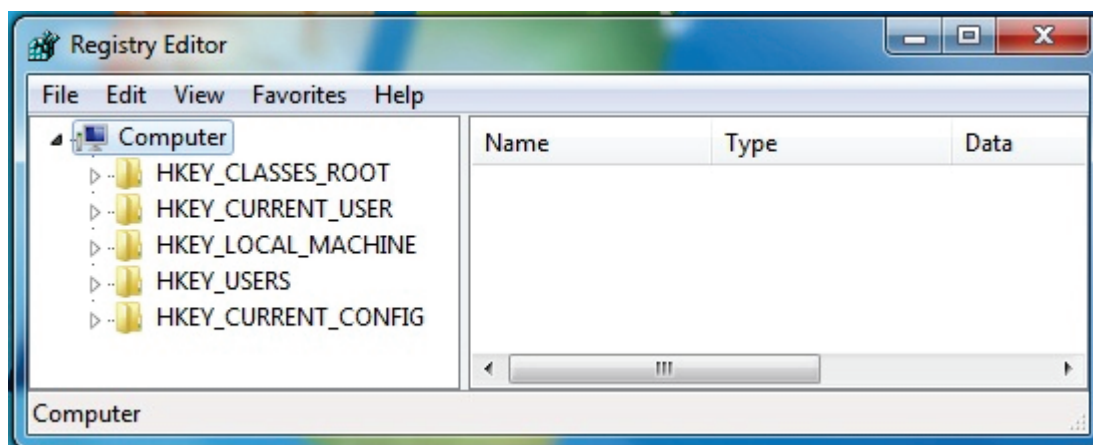 Registry Editor
File Edit View Favorites Help
Computer
HKEY_CLASSES_ROOT
HKEY_CURRENT_USER
HKEY_LOCAL_MACHINE
HKEY_USERS
HKEY_CURRENT_CONFIG
Name Type Data
Computer